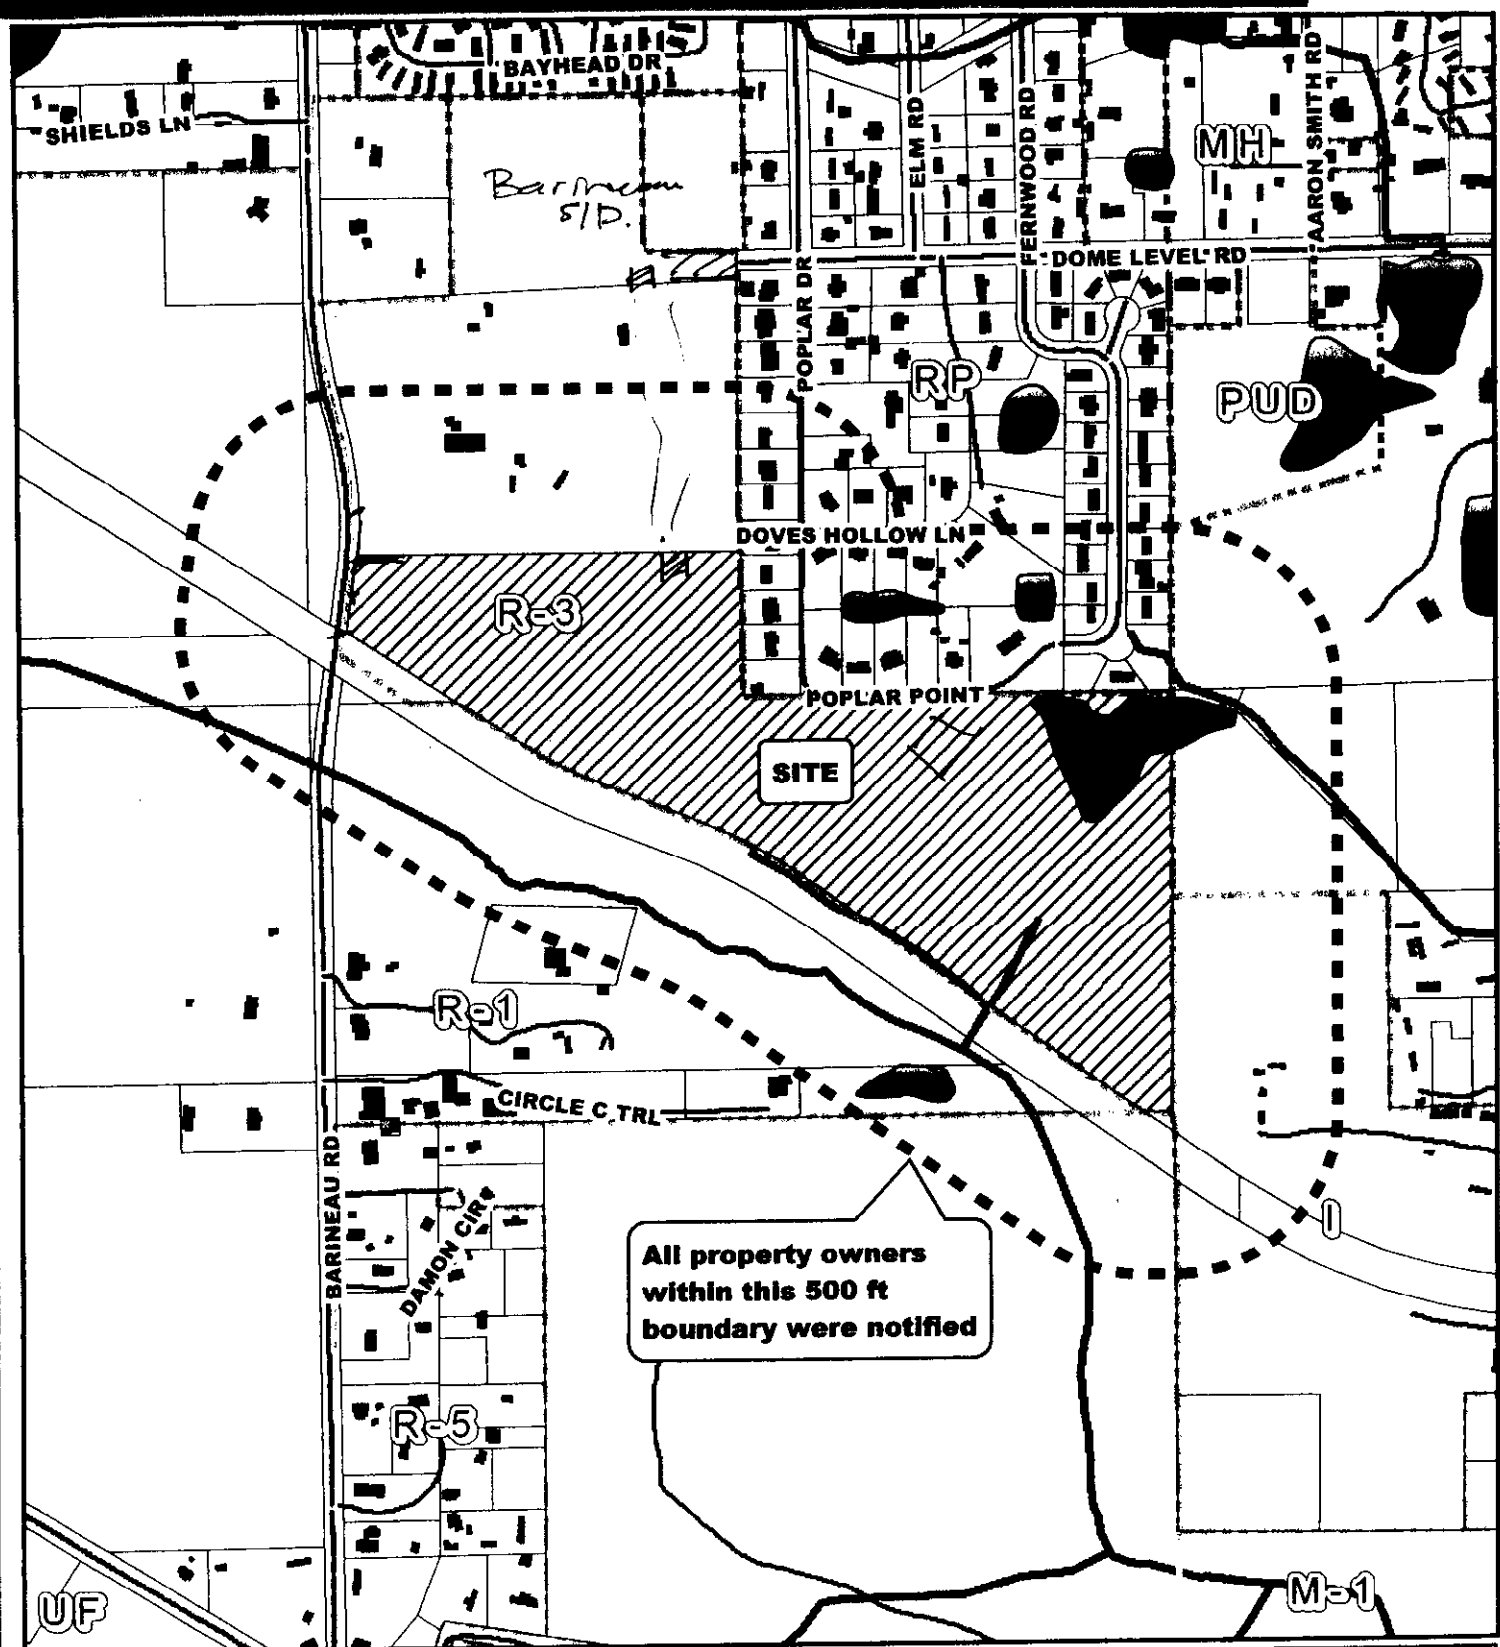 BAYHEAD DR
SHIELDS LN
ELM RD
FERNWOOD RD
MH
AARON SMITH RD
S/D.
DOME LEVEL RD
POPLAR DR
RP
PUD
DOVES HOLLOW LN
R-3
POPLAR POINT
SITE
R-1
CIRCLE C TRL
BARINEAU RD
DAMON CIR
I
All property owners
within this 500 ft
boundary were notified
R-5
UF
M-1